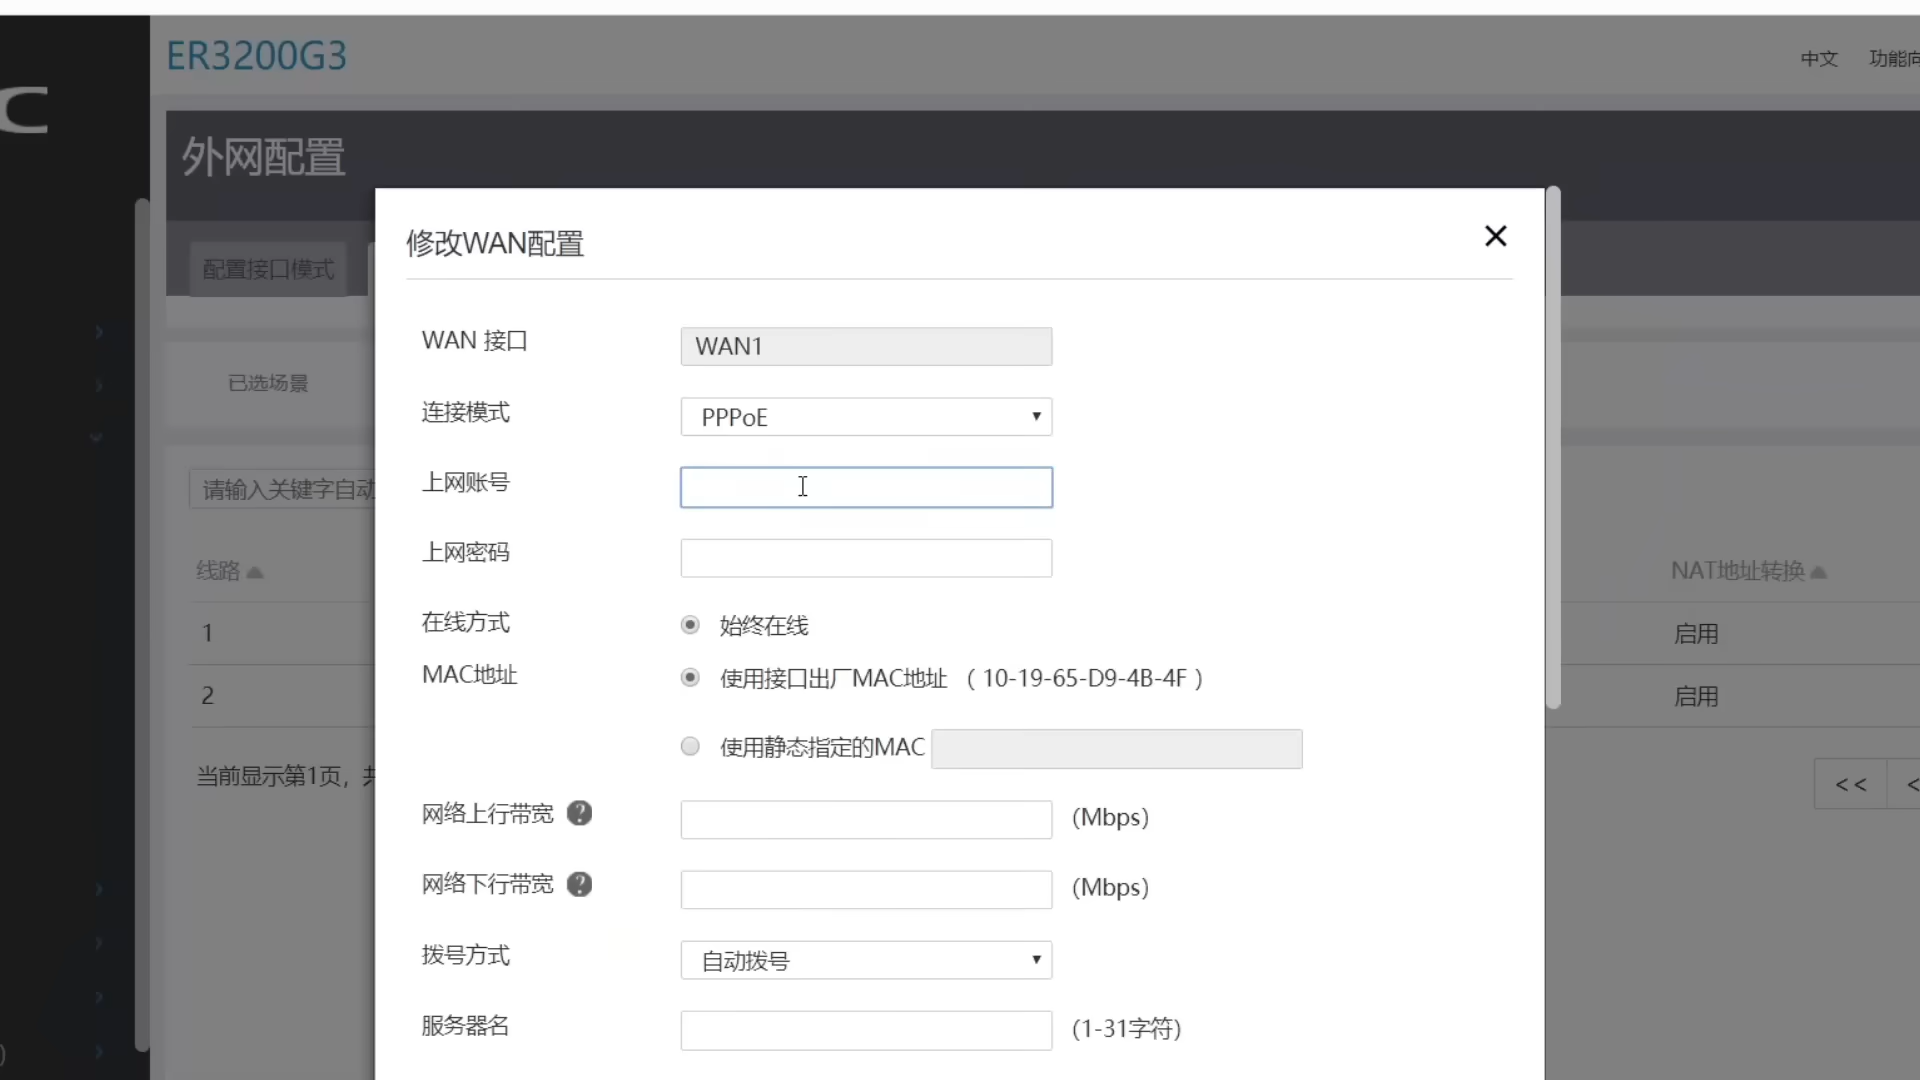 ER3200G3
中文 功能向
外网配置
修改WAN配置
配置接口模式
WAN 接口 WAN1
已选场景
连接模式 PPPoE
上网账号
请输入关键字自动
上网密码
线路 NAT地址转换
在线方式 始终在线
1 启用
MAC地址 使用接口出厂MAC地址 ( 10-19-65-D9-4B-4F )
2 启用
使用静态指定的MAC
当前显示第1页，共
<< <
网络上行带宽 ? (Mbps)
网络下行带宽 ? (Mbps)
拨号方式 自动拨号
服务器名 (1-31字符)